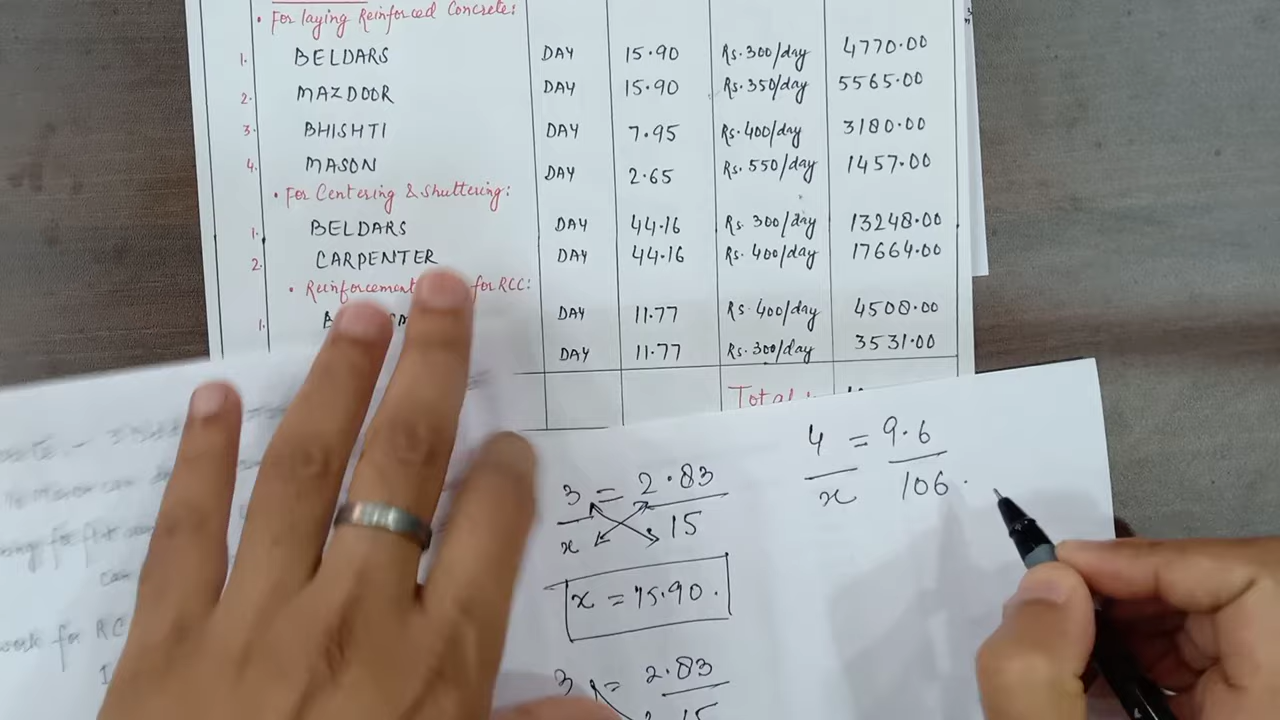 • For laying Reinforced Concrete:
1. BELDARS DAY 15.90 Rs.300/day 4770.00
2. MAZDOOR DAY 15.90 Rs.350/day 5565.00
3. BHISHTI DAY 7.95 Rs.400/day 3180.00
4. MASON DAY 2.65 Rs.550/day 1457.00
• For Centering & Shuttering:
1. BELDARS DAY 44.16 Rs.300/day 13248.00
2. CARPENTER DAY 44.16 Rs.400/day 17664.00
• Reinforcement for RCC:
1. DAY 11.77 Rs.400/day 4508.00
DAY 11.77 Rs.300/day 3531.00
Total
3/x = 2.83/15
x = 15.90.
3 = 2.83
15
4/x = 9.6/106.
for RC